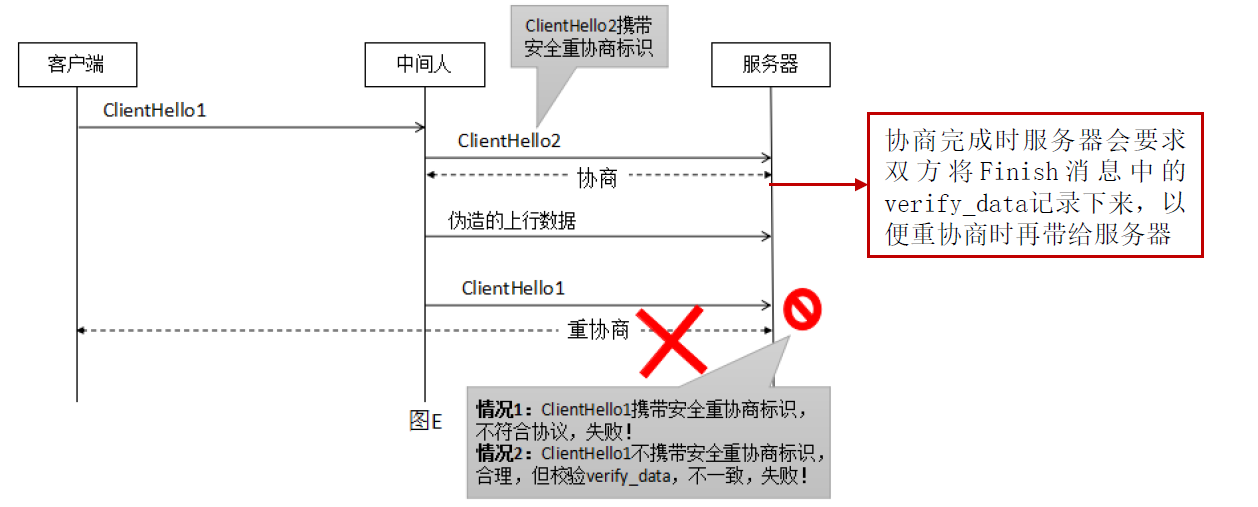 ClientHello2携带
安全重协商标识
客户端
中间人
服务器
ClientHello1
ClientHello2
协商
协商完成时服务器会要求
双方将Finish消息中的
verify_data记录下来，以
便重协商时再带给服务器
伪造的上行数据
ClientHello1
重协商
图E
情况1：ClientHello1携带安全重协商标识，
不符合协议，失败！
情况2：ClientHello1不携带安全重协商标识，
合理，但校验verify_data，不一致，失败！